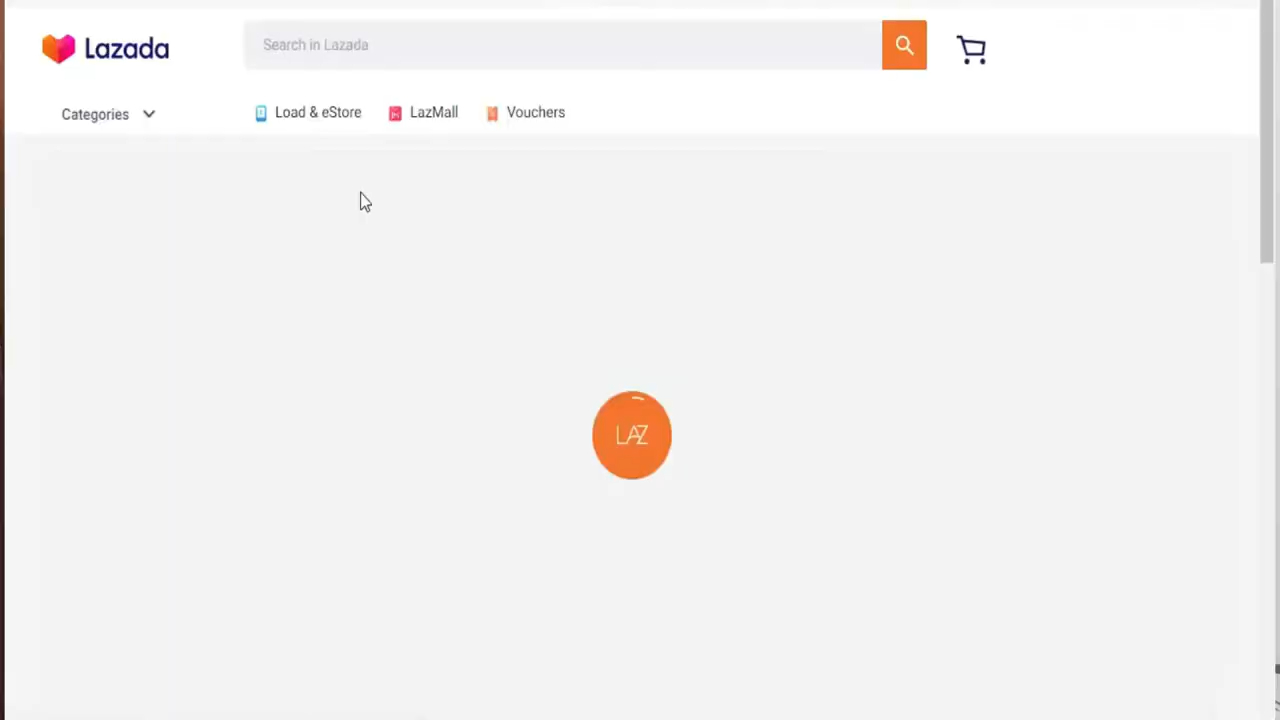 Lazada
Search in Lazada
Categories
Load & eStore
LazMall
Vouchers
LAZ